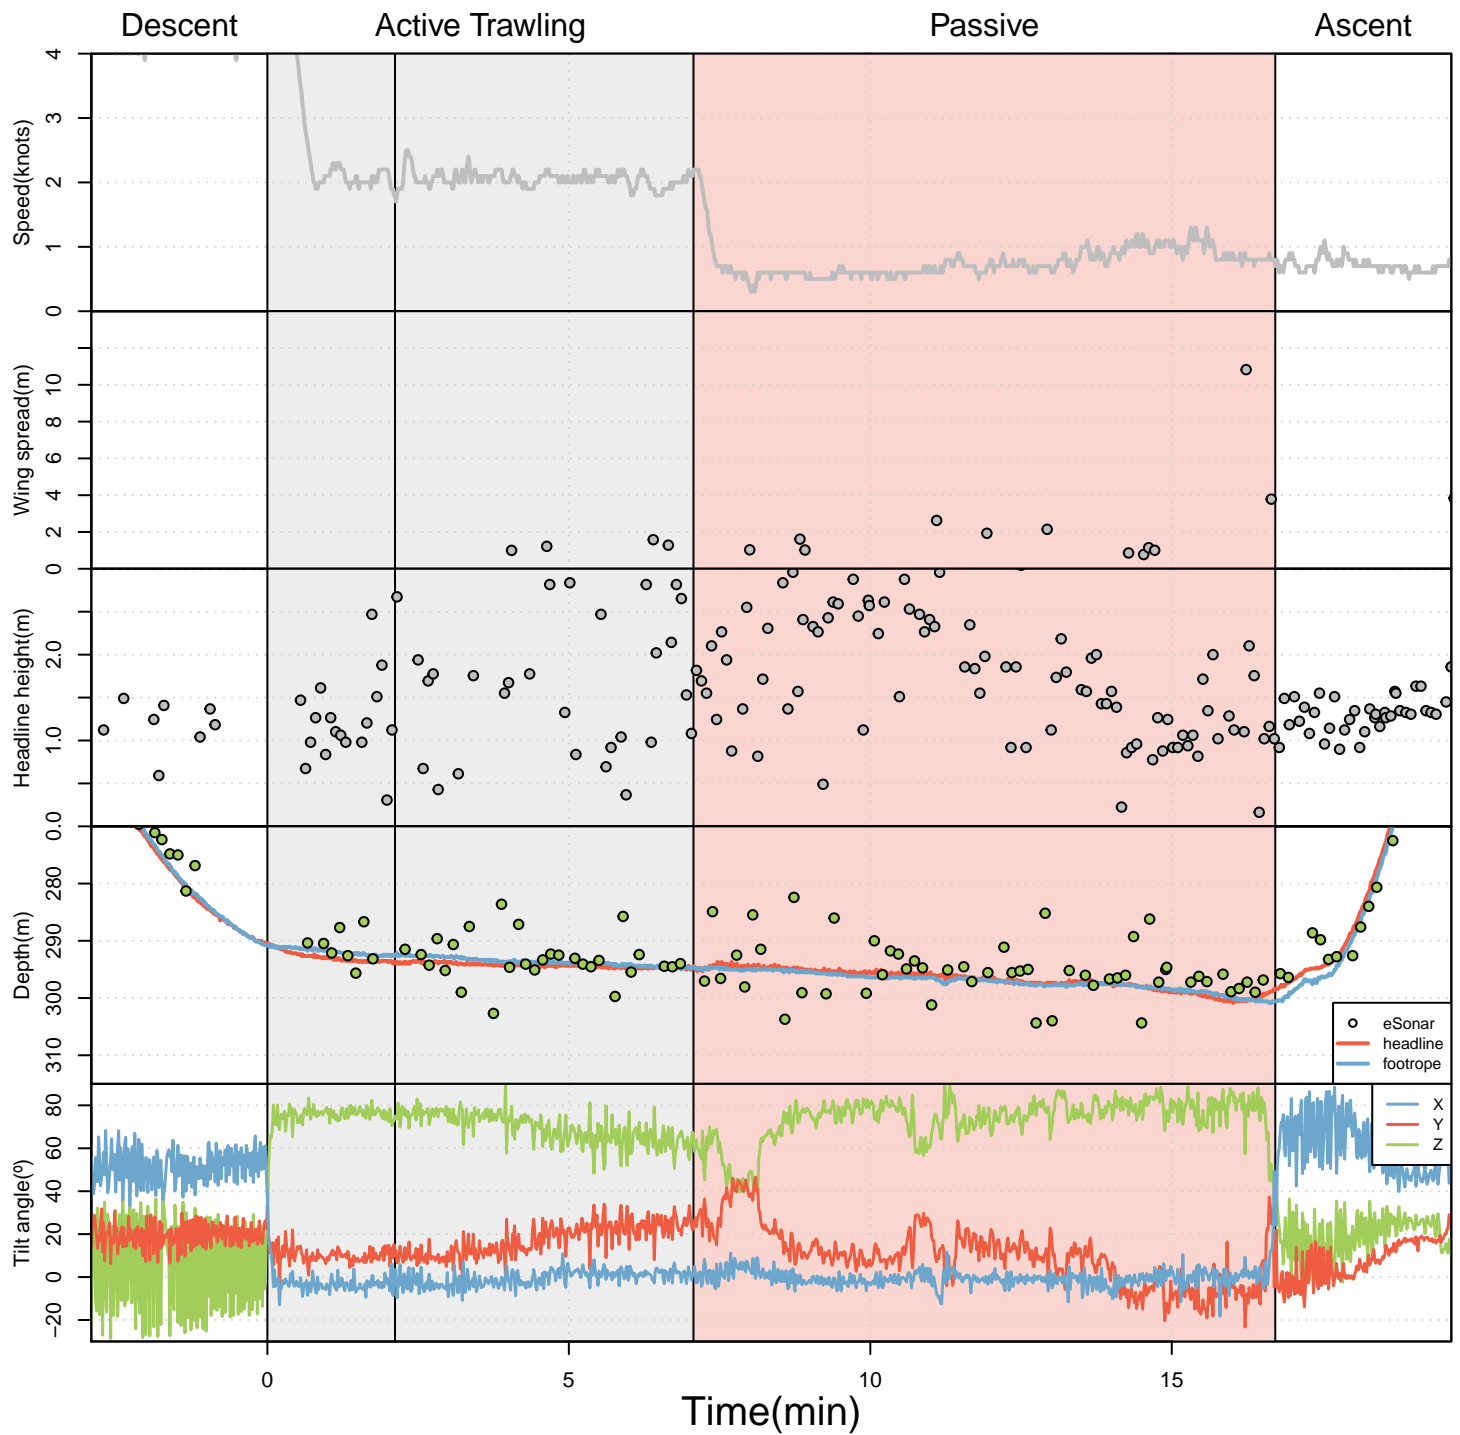 Descent Active Trawling Passive Ascent
Speed(knots)
4
3
2
1
0
Wing spread(m)
10
8
6
4
2
0
Headline height(m)
2.0
1.0
0.0
Depth(m)
280
290
300
310
eSonar
headline
footrope
Tilt angle(º)
80
60
40
20
0
−20
X
Y
Z
0 5 10 15
Time(min)